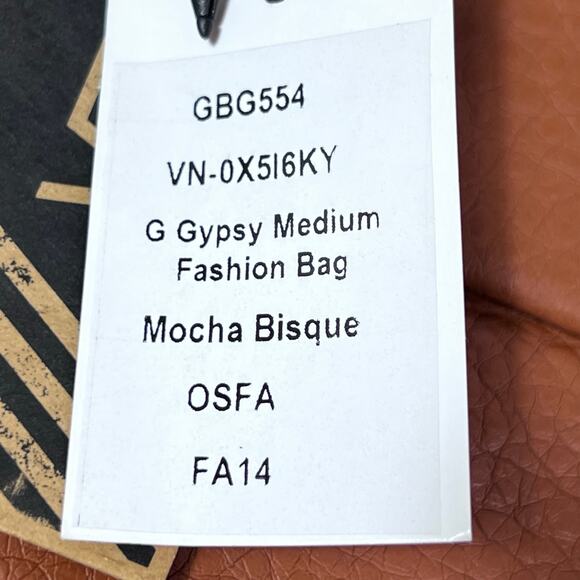 GBG554
VN-0X5I6KY
G Gypsy Medium
Fashion Bag
Mocha Bisque
OSFA
FA14